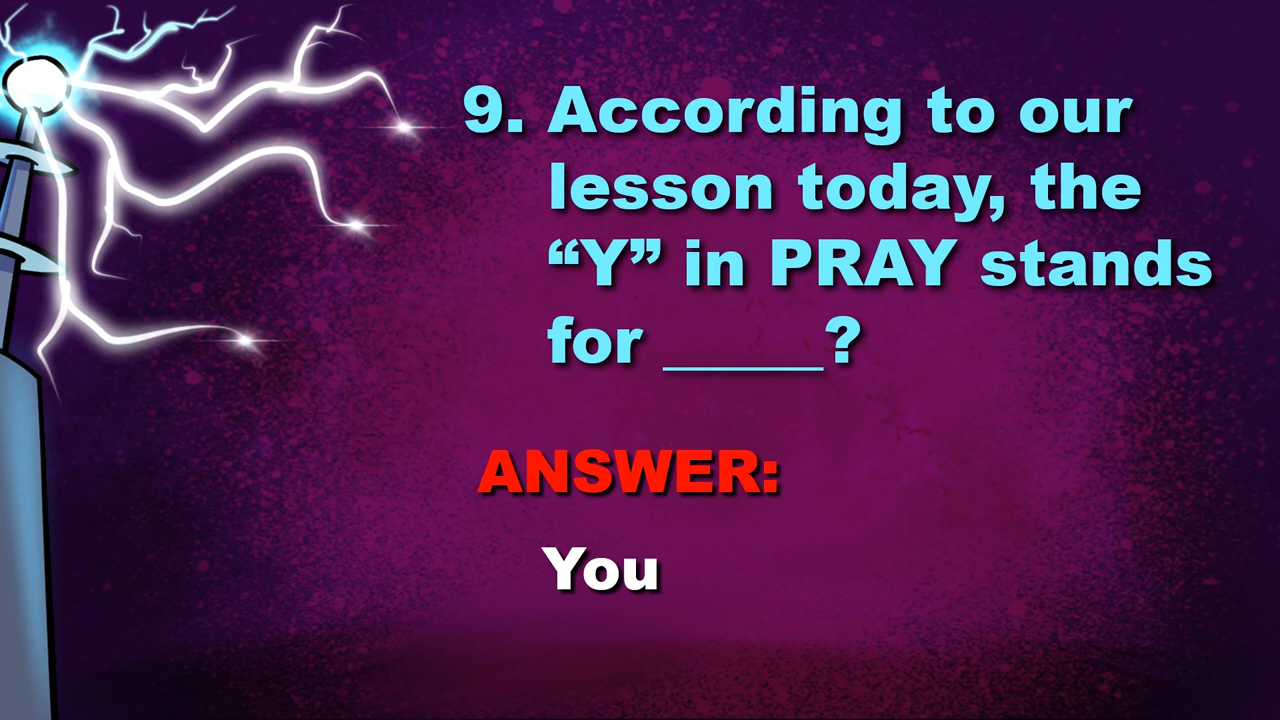 9. According to our
lesson today, the
“Y” in PRAY stands
for _____?
ANSWER:
You